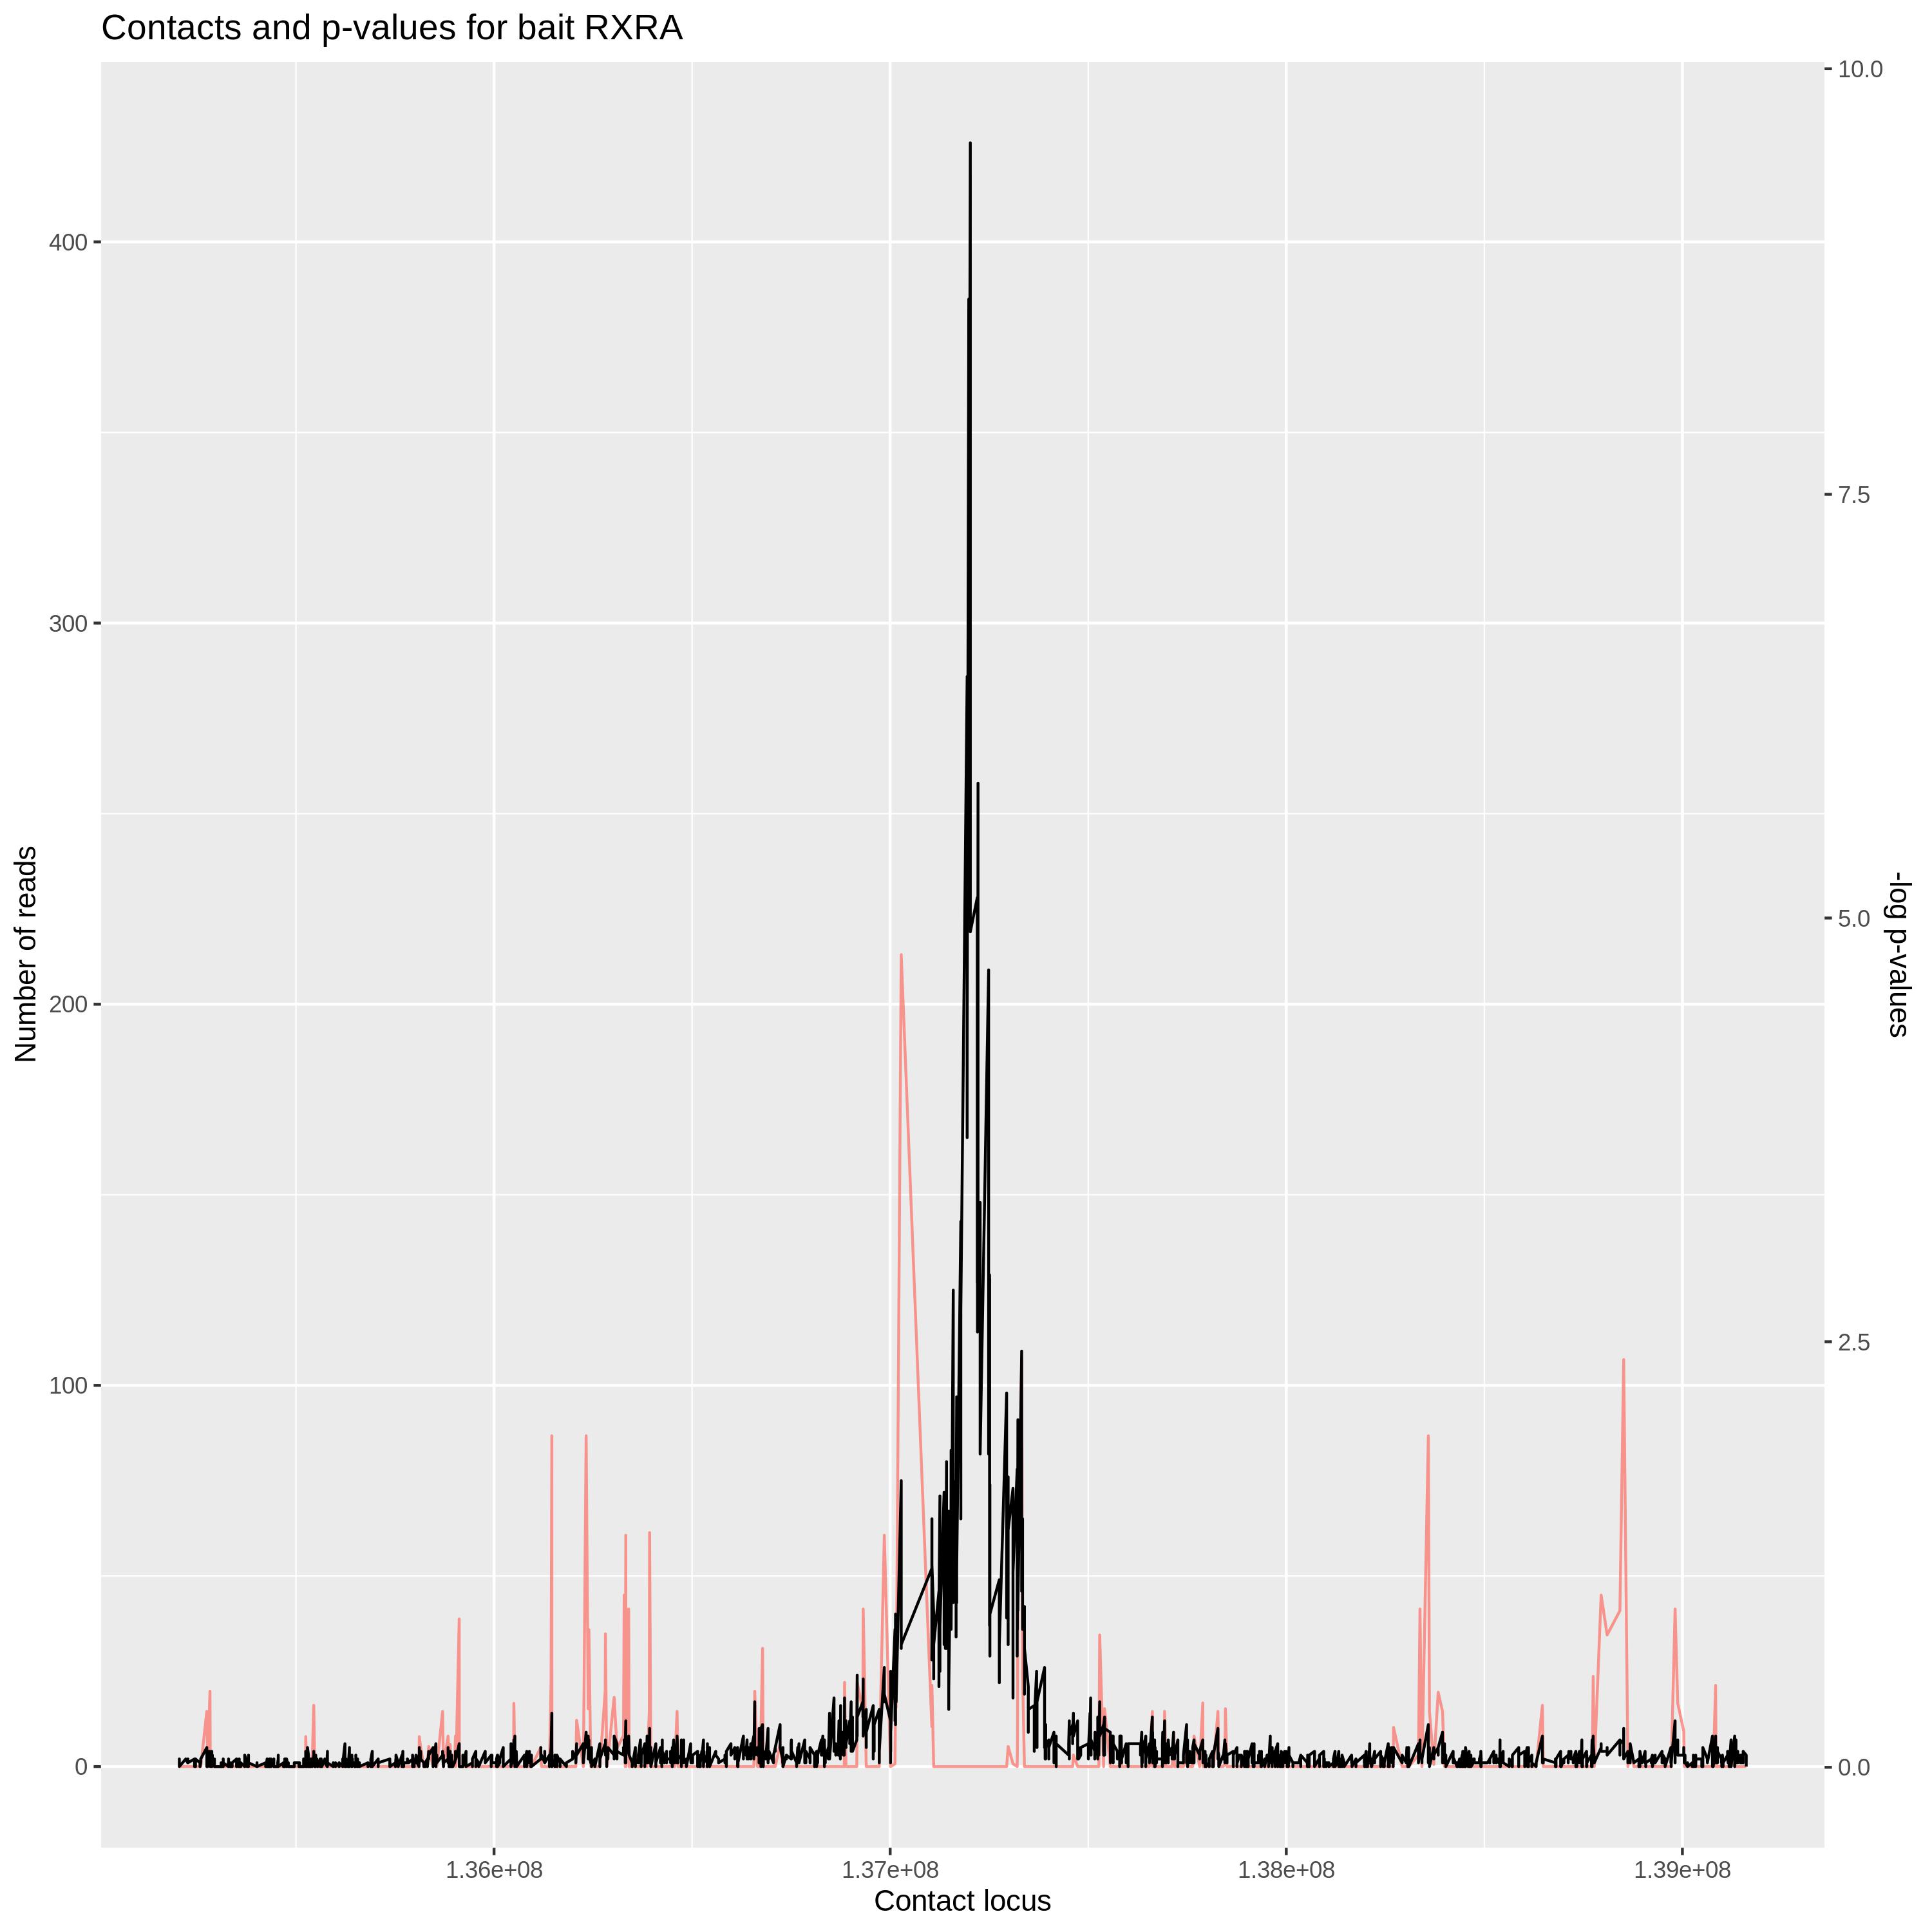 Contacts and p-values for bait RXRA
10.0
400
7.5
300
Number of reads
-log p-values
5.0
200
2.5
100
0
0.0
1.36e+08
1.37e+08
1.38e+08
1.39e+08
Contact locus